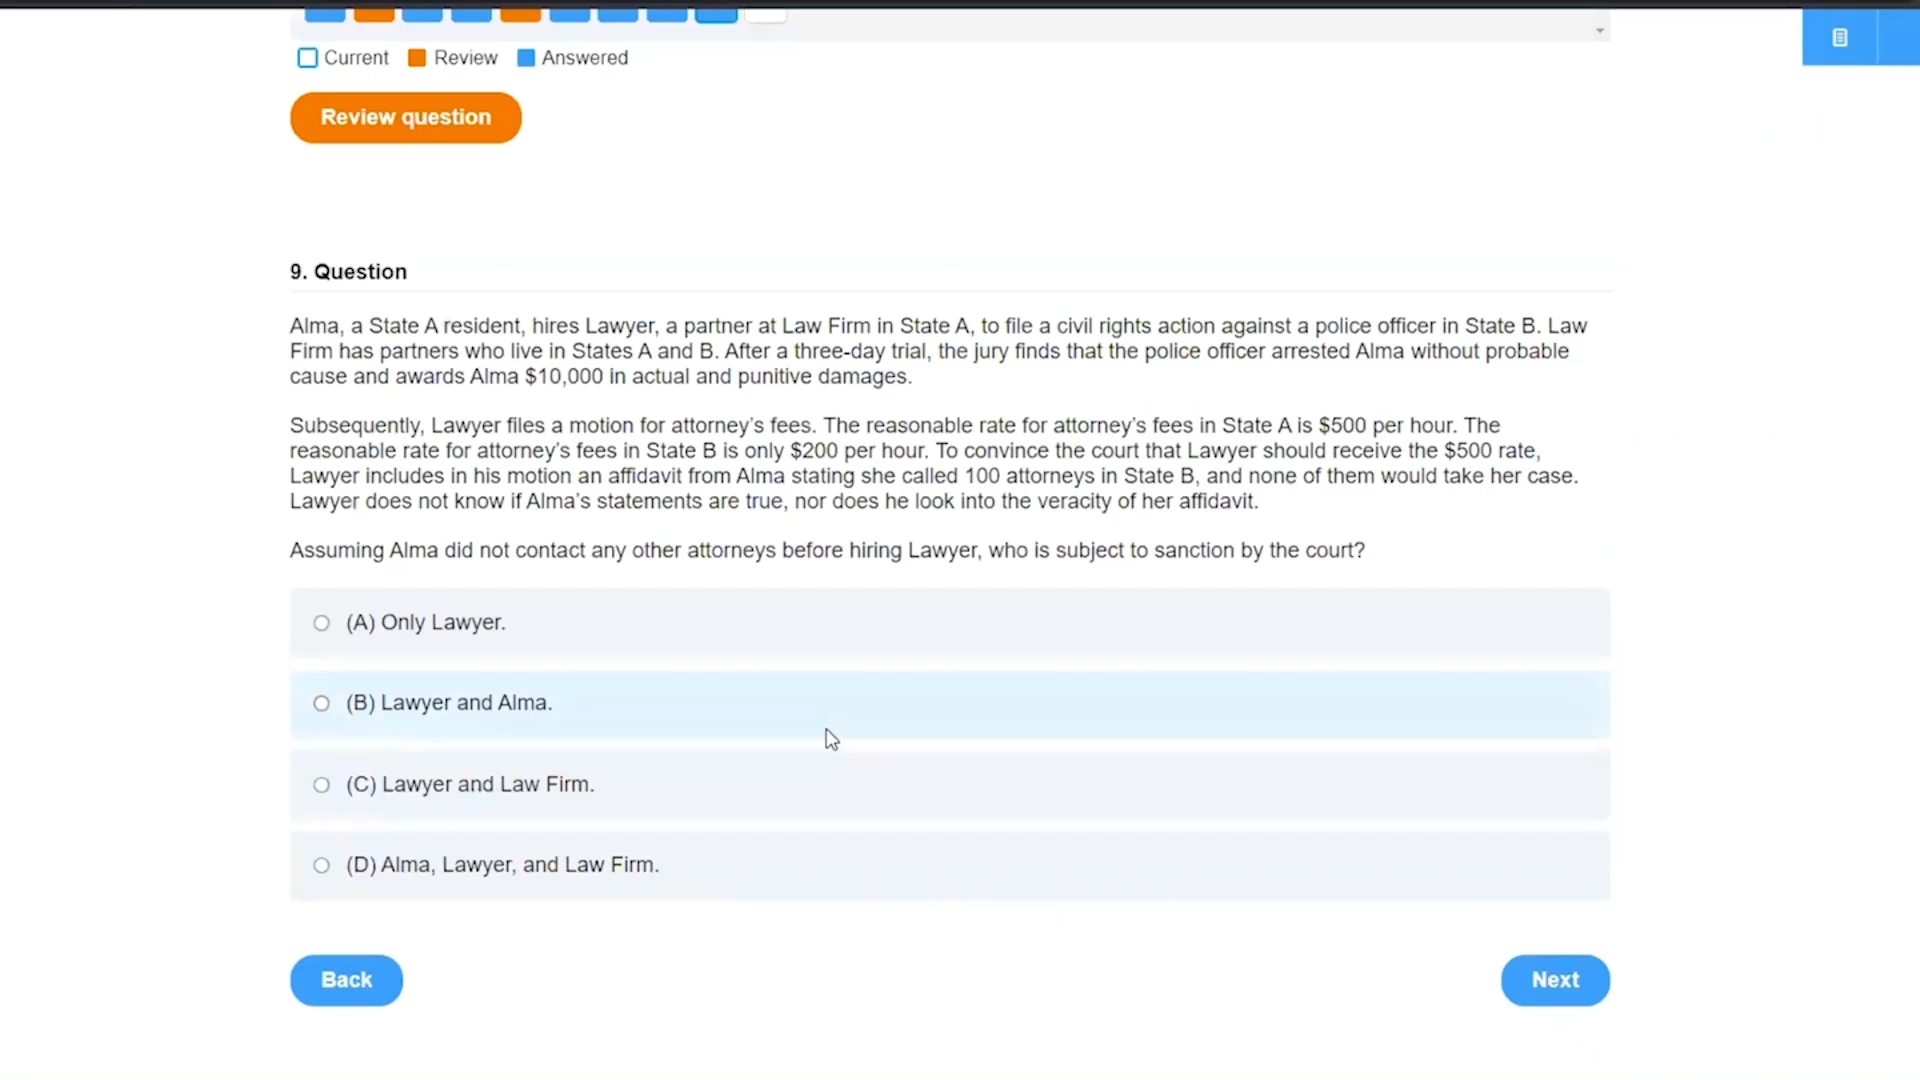 Current Review Answered
Review question
9. Question
Alma, a State A resident, hires Lawyer, a partner at Law Firm in State A, to file a civil rights action against a police officer in State B. Law
Firm has partners who live in States A and B. After a three-day trial, the jury finds that the police officer arrested Alma without probable
cause and awards Alma $10,000 in actual and punitive damages.
Subsequently, Lawyer files a motion for attorney’s fees. The reasonable rate for attorney’s fees in State A is $500 per hour. The
reasonable rate for attorney’s fees in State B is only $200 per hour. To convince the court that Lawyer should receive the $500 rate,
Lawyer includes in his motion an affidavit from Alma stating she called 100 attorneys in State B, and none of them would take her case.
Lawyer does not know if Alma’s statements are true, nor does he look into the veracity of her affidavit.
Assuming Alma did not contact any other attorneys before hiring Lawyer, who is subject to sanction by the court?
(A) Only Lawyer.
(B) Lawyer and Alma.
(C) Lawyer and Law Firm.
(D) Alma, Lawyer, and Law Firm.
Back Next